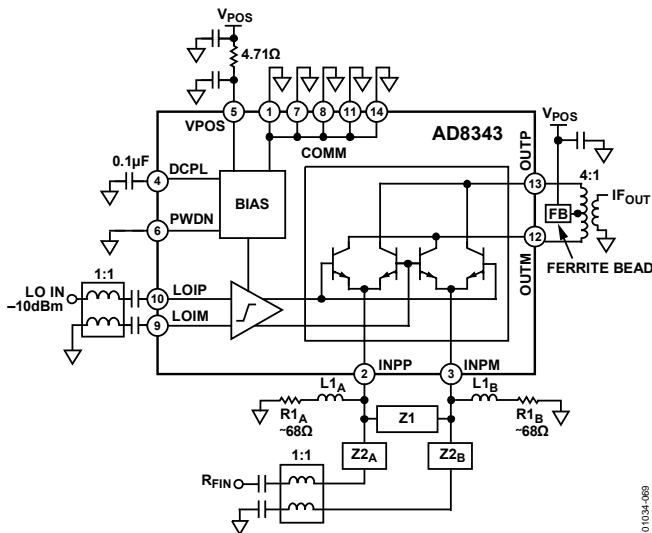 VPOS
4.71Ω
VPOS
5
1
7
8
11
14
COMM
AD8343
VPOS
0.1µF
4
DCPL
BIAS
6
PWDN
OUTP
13
4:1
IFOUT
FB
12
OUTM
FERRITE BEAD
1:1
LO IN
–10dBm
10
LOIP
9
LOIM
INPP
2
INPM
3
L1A
R1A
~68Ω
Z1
L1B
R1B
~68Ω
Z2A
Z2B
1:1
RFIN
01034-069